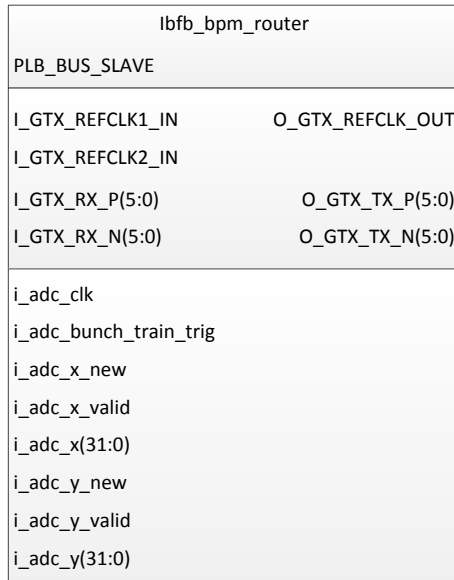 Ibfb_bpm_router
PLB_BUS_SLAVE
I_GTX_REFCLK1_IN O_GTX_REFCLK_OUT
I_GTX_REFCLK2_IN
I_GTX_RX_P(5:0) O_GTX_TX_P(5:0)
I_GTX_RX_N(5:0) O_GTX_TX_N(5:0)
i_adc_clk
i_adc_bunch_train_trig
i_adc_x_new
i_adc_x_valid
i_adc_x(31:0)
i_adc_y_new
i_adc_y_valid
i_adc_y(31:0)